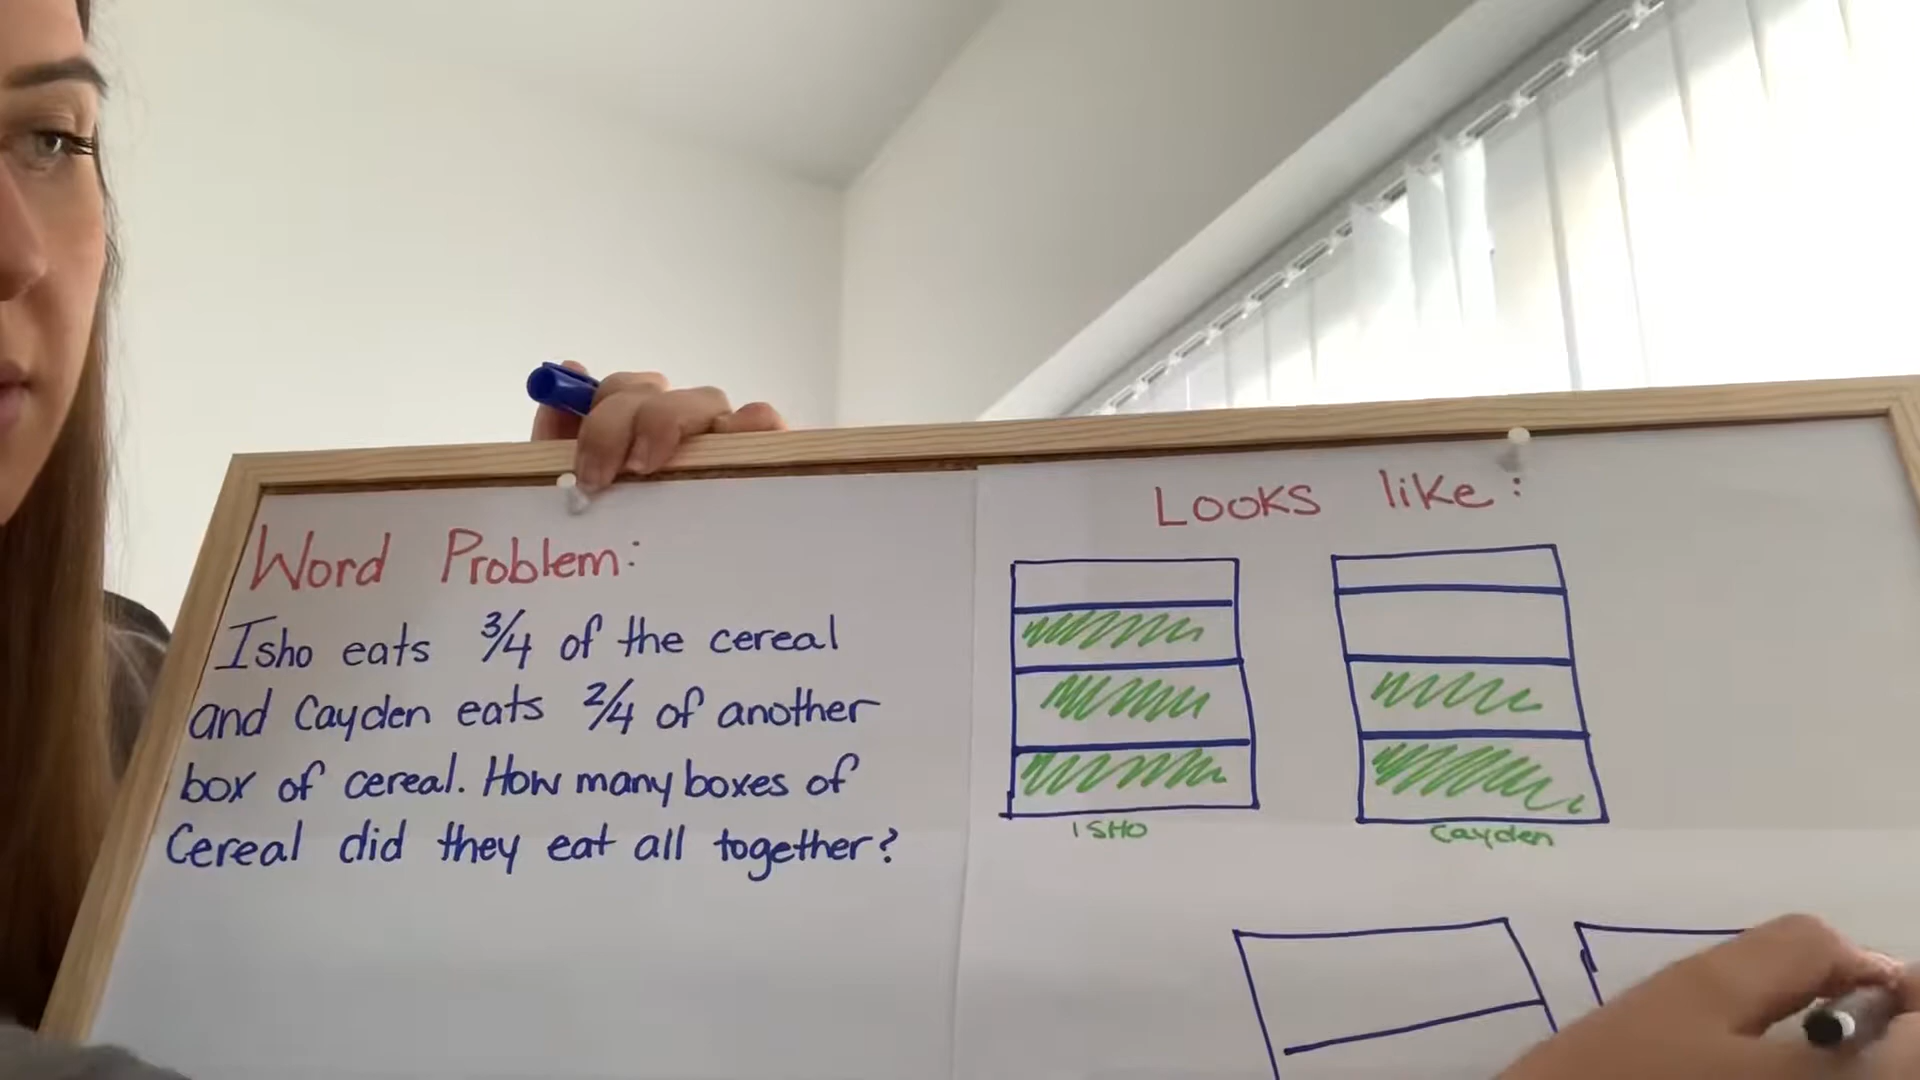 Word Problem:
Isho eats 3/4 of the cereal
and Cayden eats 2/4 of another
box of cereal. How many boxes of
Cereal did they eat all together?
Looks like:
ISHO
Cayden